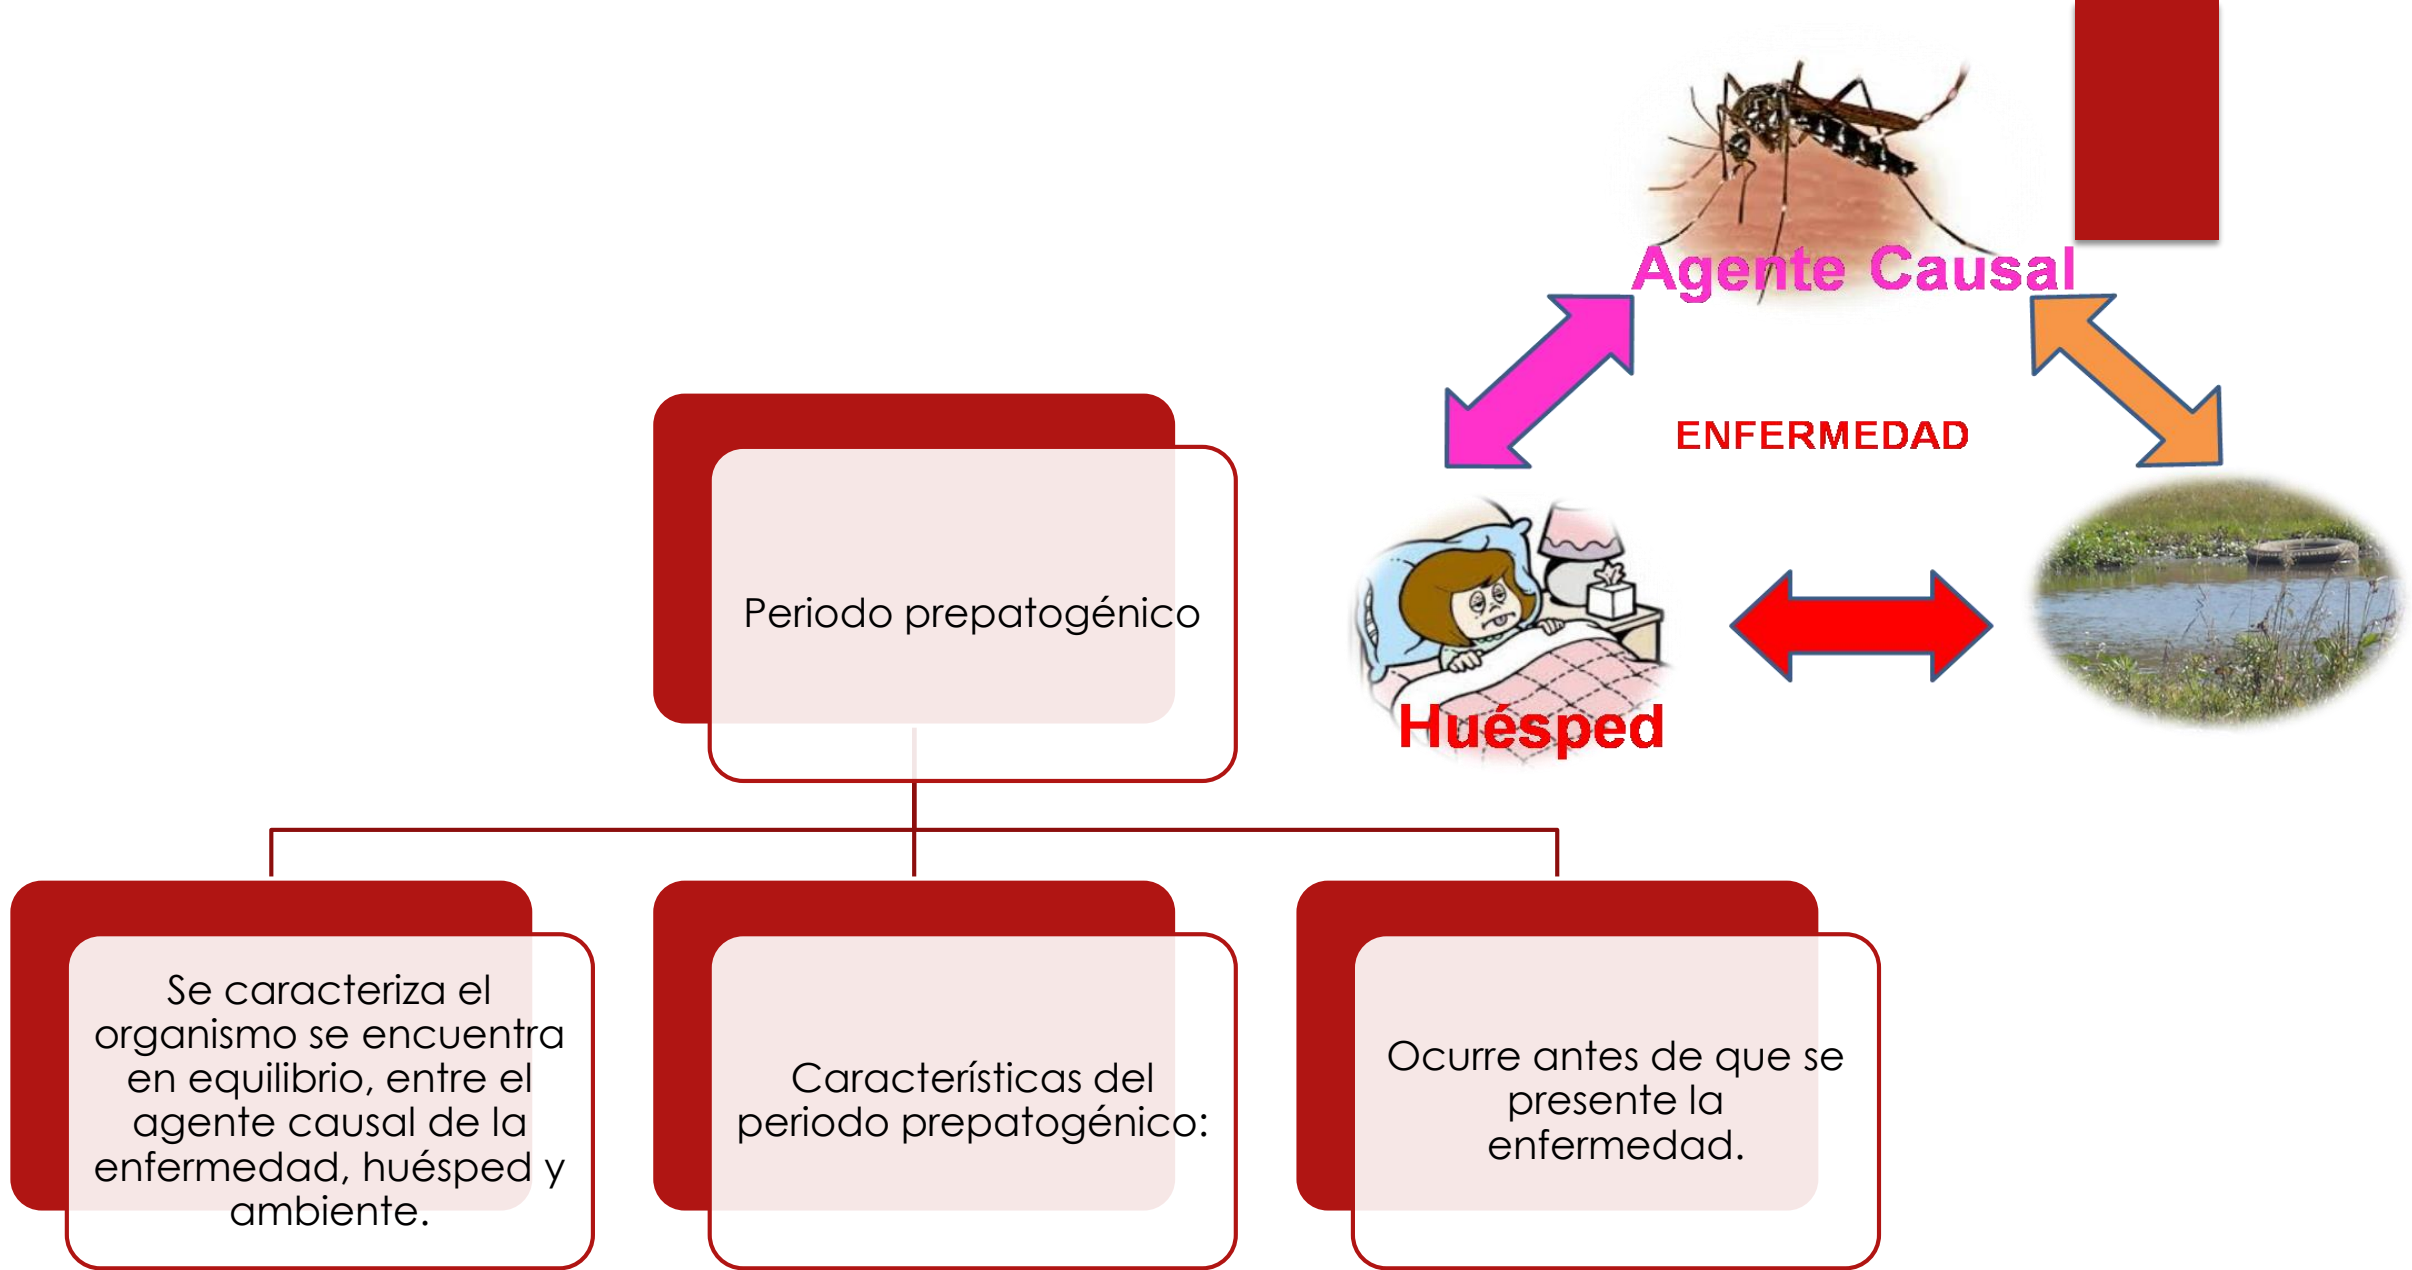 Agente Causal
ENFERMEDAD
Huésped
Periodo prepatogénico
Se caracteriza el
organismo se encuentra
en equilibrio, entre el
agente causal de la
enfermedad, huésped y
ambiente.
Características del
periodo prepatogénico:
Ocurre antes de que se
presente la
enfermedad.